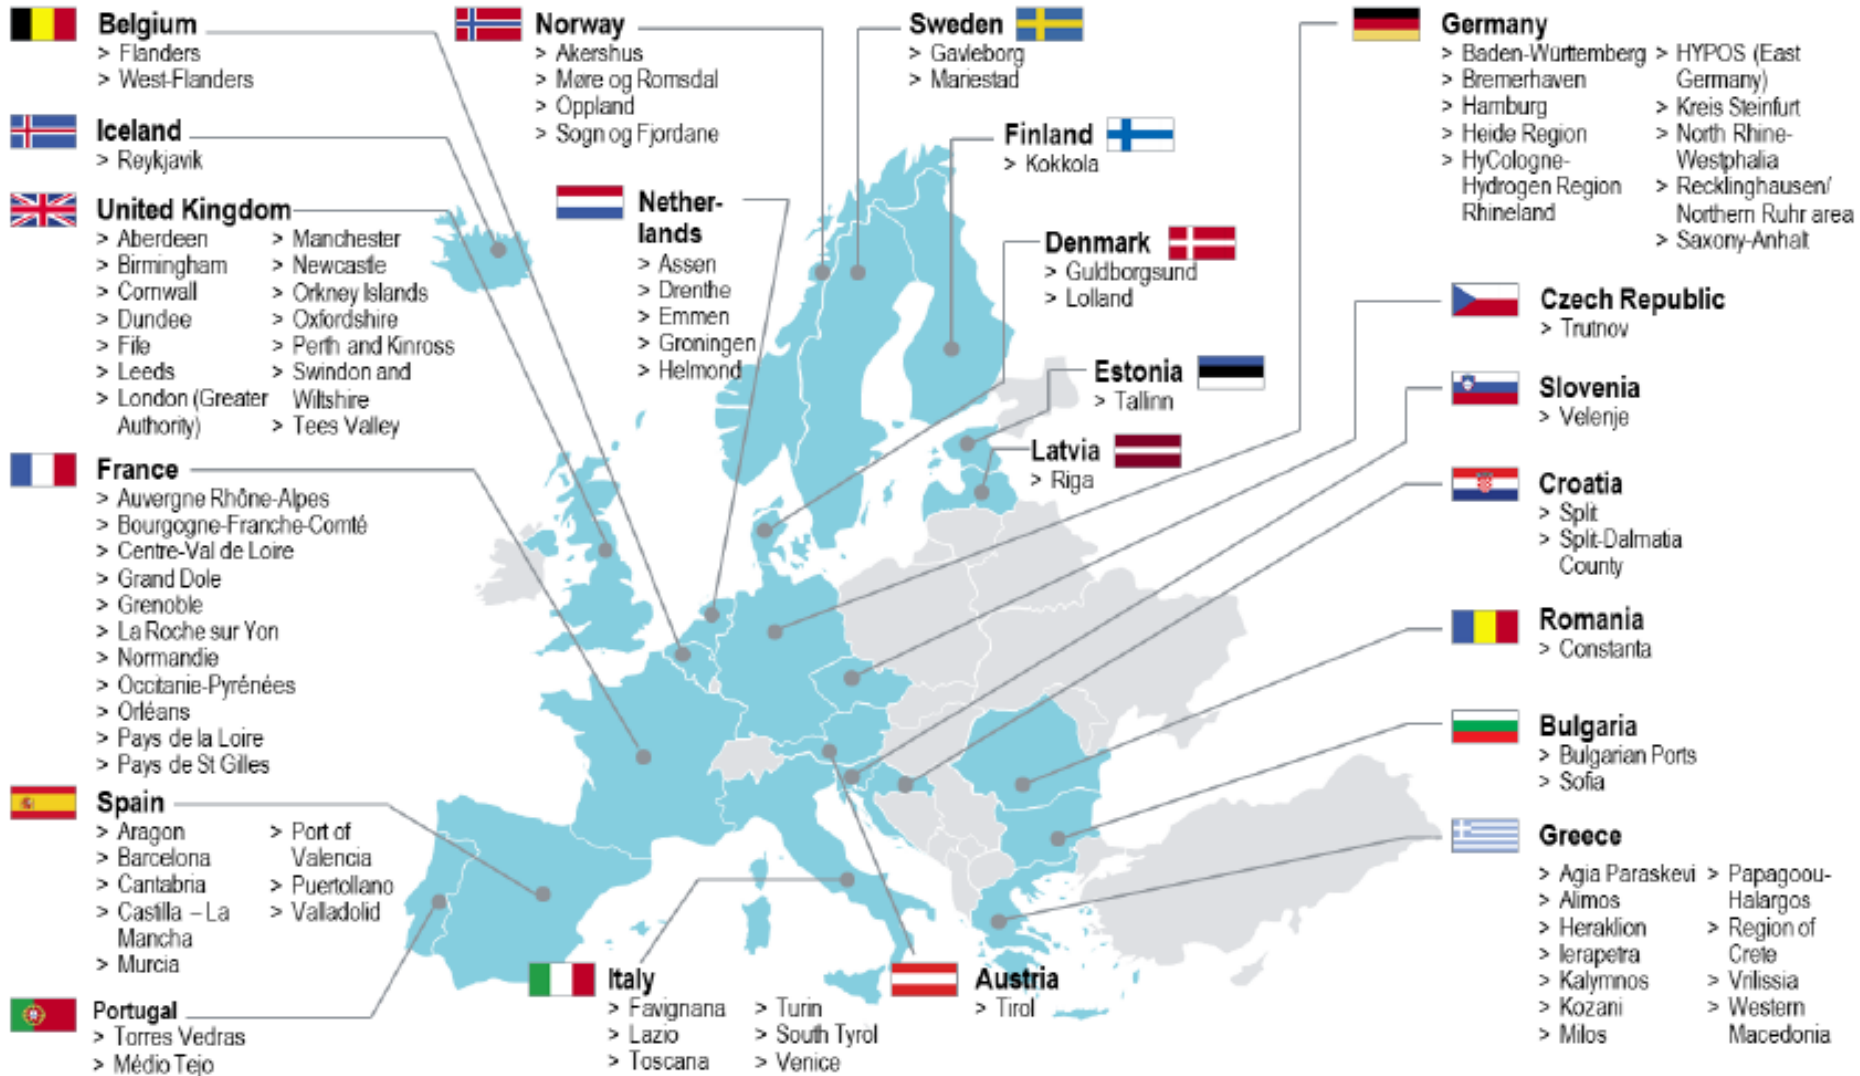 Belgium
> Flanders
> West-Flanders
Iceland
> Reykjavik
United Kingdom
> Aberdeen
> Birmingham
> Cornwall
> Dundee
> Fife
> Leeds
> London (Greater
Authority)
> Manchester
> Newcastle
> Orkney Islands
> Oxfordshire
> Perth and Kinross
> Swindon and
Wiltshire
> Tees Valley
France
> Auvergne Rhône-Alpes
> Bourgogne-Franche-Comté
> Centre-Val de Loire
> Grand Dole
> Grenoble
> La Roche sur Yon
> Normandie
> Occitanie-Pyrénées
> Orléans
> Pays de la Loire
> Pays de St Gilles
Spain
> Aragon
> Barcelona
> Cantabria
> Castilla – La
Mancha
> Murcia
> Port of
Valencia
> Puertollano
> Valladolid
Portugal
> Torres Vedras
> Médio Tejo
Norway
> Akershus
> Møre og Romsdal
> Oppland
> Sogn og Fjordane
Nether-
lands
> Assen
> Drenthe
> Emmen
> Groningen
> Helmond
Sweden
> Gavleborg
> Mariestad
Finland
> Kokkola
Denmark
> Guldborgsund
> Lolland
Estonia
> Tallinn
Latvia
> Riga
Italy
> Favignana
> Lazio
> Toscana
> Turin
> South Tyrol
> Venice
Austria
> Tirol
Germany
> Baden-Württemberg
> Bremerhaven
> Hamburg
> Heide Region
> HyCologne-
Hydrogen Region
Rhineland
> HYPOS (East
Germany)
> Kreis Steinfurt
> North Rhine-
Westphalia
> Recklinghausen/
Northern Ruhr area
> Saxony-Anhalt
Czech Republic
> Trutnov
Slovenia
> Velenje
Croatia
> Split
> Split-Dalmatia
County
Romania
> Constanta
Bulgaria
> Bulgarian Ports
> Sofia
Greece
> Agia Paraskevi
> Alimos
> Heraklion
> Ierapetra
> Kalymnos
> Kozani
> Milos
> Papagoou-
Halargos
> Region of
Crete
> Vrilissia
> Western
Macedonia